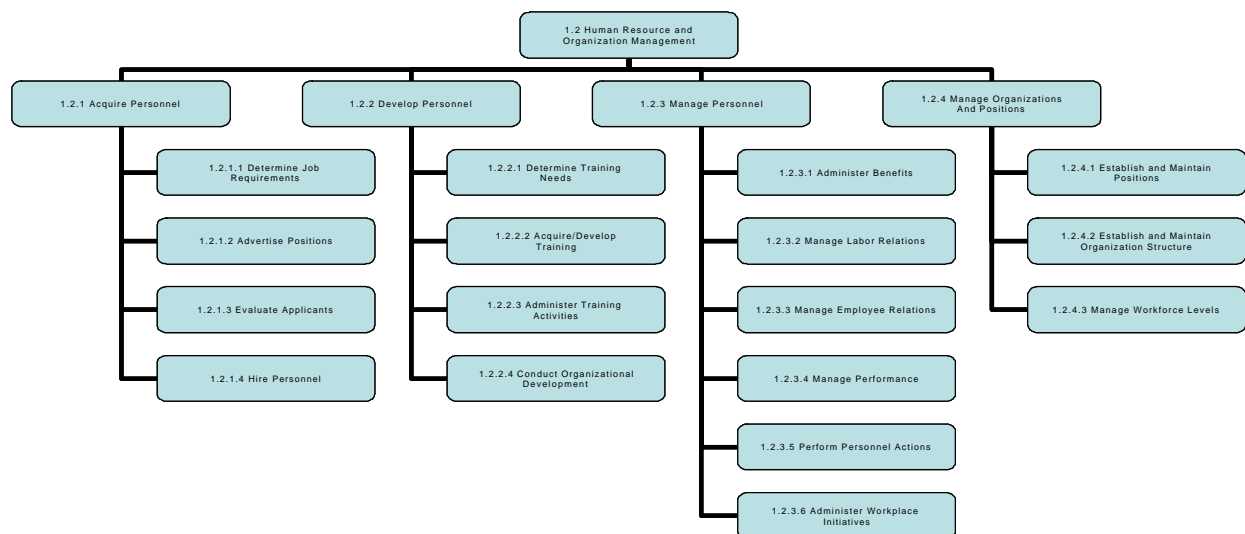 1.2 Human Resource and
Organization Management
1.2.1 Acquire Personnel
1.2.2 Develop Personnel
1.2.3 Manage Personnel
1.2.4 Manage Organizations
And Positions
1.2.1.1 Determine Job
Requirements
1.2.1.2 Advertise Positions
1.2.1.3 Evaluate Applicants
1.2.1.4 Hire Personnel
1.2.2.1 Determine Training
Needs
1.2.2.2 Acquire/Develop
Training
1.2.2.3 Administer Training
Activities
1.2.2.4 Conduct Organizational
Development
1.2.3.1 Administer Benefits
1.2.3.2 Manage Labor Relations
1.2.3.3 Manage Employee Relations
1.2.3.4 Manage Performance
1.2.3.5 Perform Personnel Actions
1.2.3.6 Administer Workplace
Initiatives
1.2.4.1 Establish and Maintain
Positions
1.2.4.2 Establish and Maintain
Organization Structure
1.2.4.3 Manage Workforce Levels